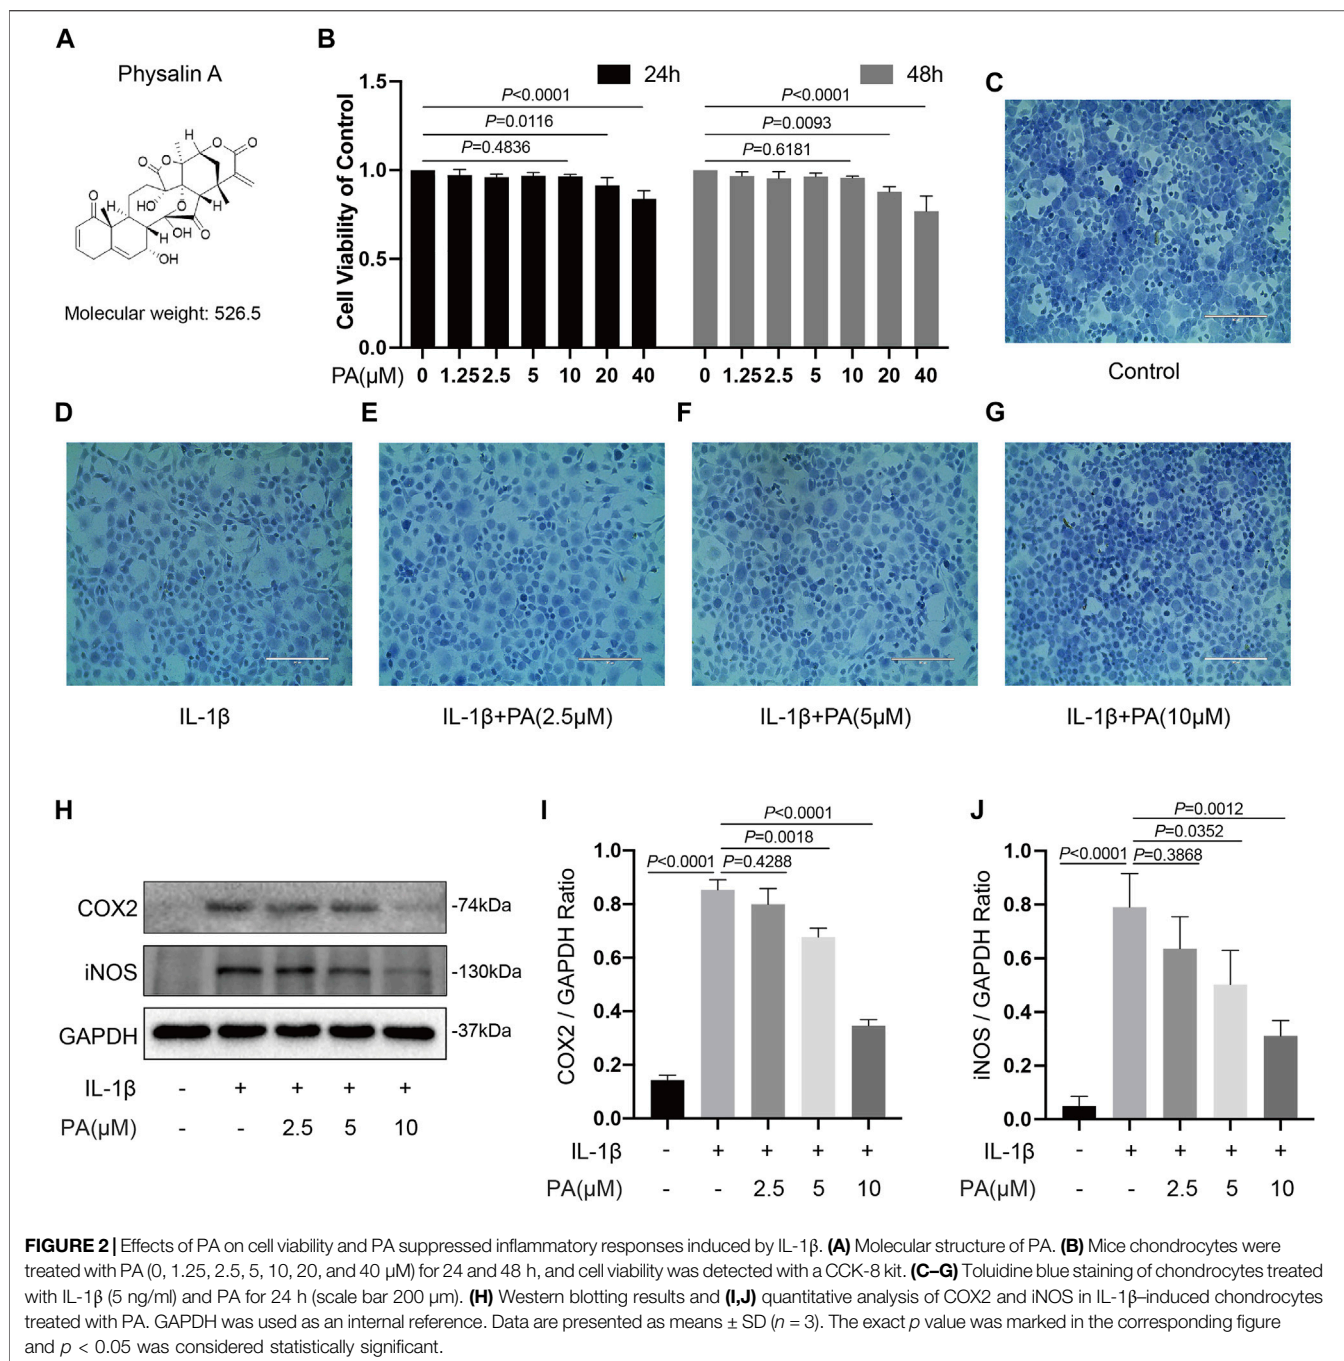 A
Physalin A
H
O
O
O
O
O
O
H
HO
O
H
O
OH
H
OH
Molecular weight: 526.5
B
24h
48h
P<0.0001
P=0.0116
P=0.4836
P<0.0001
P=0.0093
P=0.6181
Cell Viability of Control
1.5
1.0
0.5
0.0
PA(µM) 0 1.25 2.5 5 10 20 40 0 1.25 2.5 5 10 20 40
C
Control
D
E
F
G
IL-1β
IL-1β+PA(2.5µM)
IL-1β+PA(5µM)
IL-1β+PA(10µM)
H
COX2 -74kDa
iNOS -130kDa
GAPDH -37kDa
IL-1β - + + + +
PA(µM) - - 2.5 5 10
I
P<0.0001
P=0.0018
P<0.0001 P=0.4288
COX2 / GAPDH Ratio
1.0
0.8
0.6
0.4
0.2
0.0
IL-1β - + + + +
PA(µM) - - 2.5 5 10
J
P=0.0012
P=0.0352
P<0.0001 P=0.3868
iNOS / GAPDH Ratio
1.0
0.8
0.6
0.4
0.2
0.0
IL-1β - + + + +
PA(µM) - - 2.5 5 10
FIGURE 2 | Effects of PA on cell viability and PA suppressed inflammatory responses induced by IL-1β. (A) Molecular structure of PA. (B) Mice chondrocytes were
treated with PA (0, 1.25, 2.5, 5, 10, 20, and 40 µM) for 24 and 48 h, and cell viability was detected with a CCK-8 kit. (C–G) Toluidine blue staining of chondrocytes treated
with IL-1β (5 ng/ml) and PA for 24 h (scale bar 200 µm). (H) Western blotting results and (I,J) quantitative analysis of COX2 and iNOS in IL-1β–induced chondrocytes
treated with PA. GAPDH was used as an internal reference. Data are presented as means ± SD (n = 3). The exact p value was marked in the corresponding figure
and p < 0.05 was considered statistically significant.